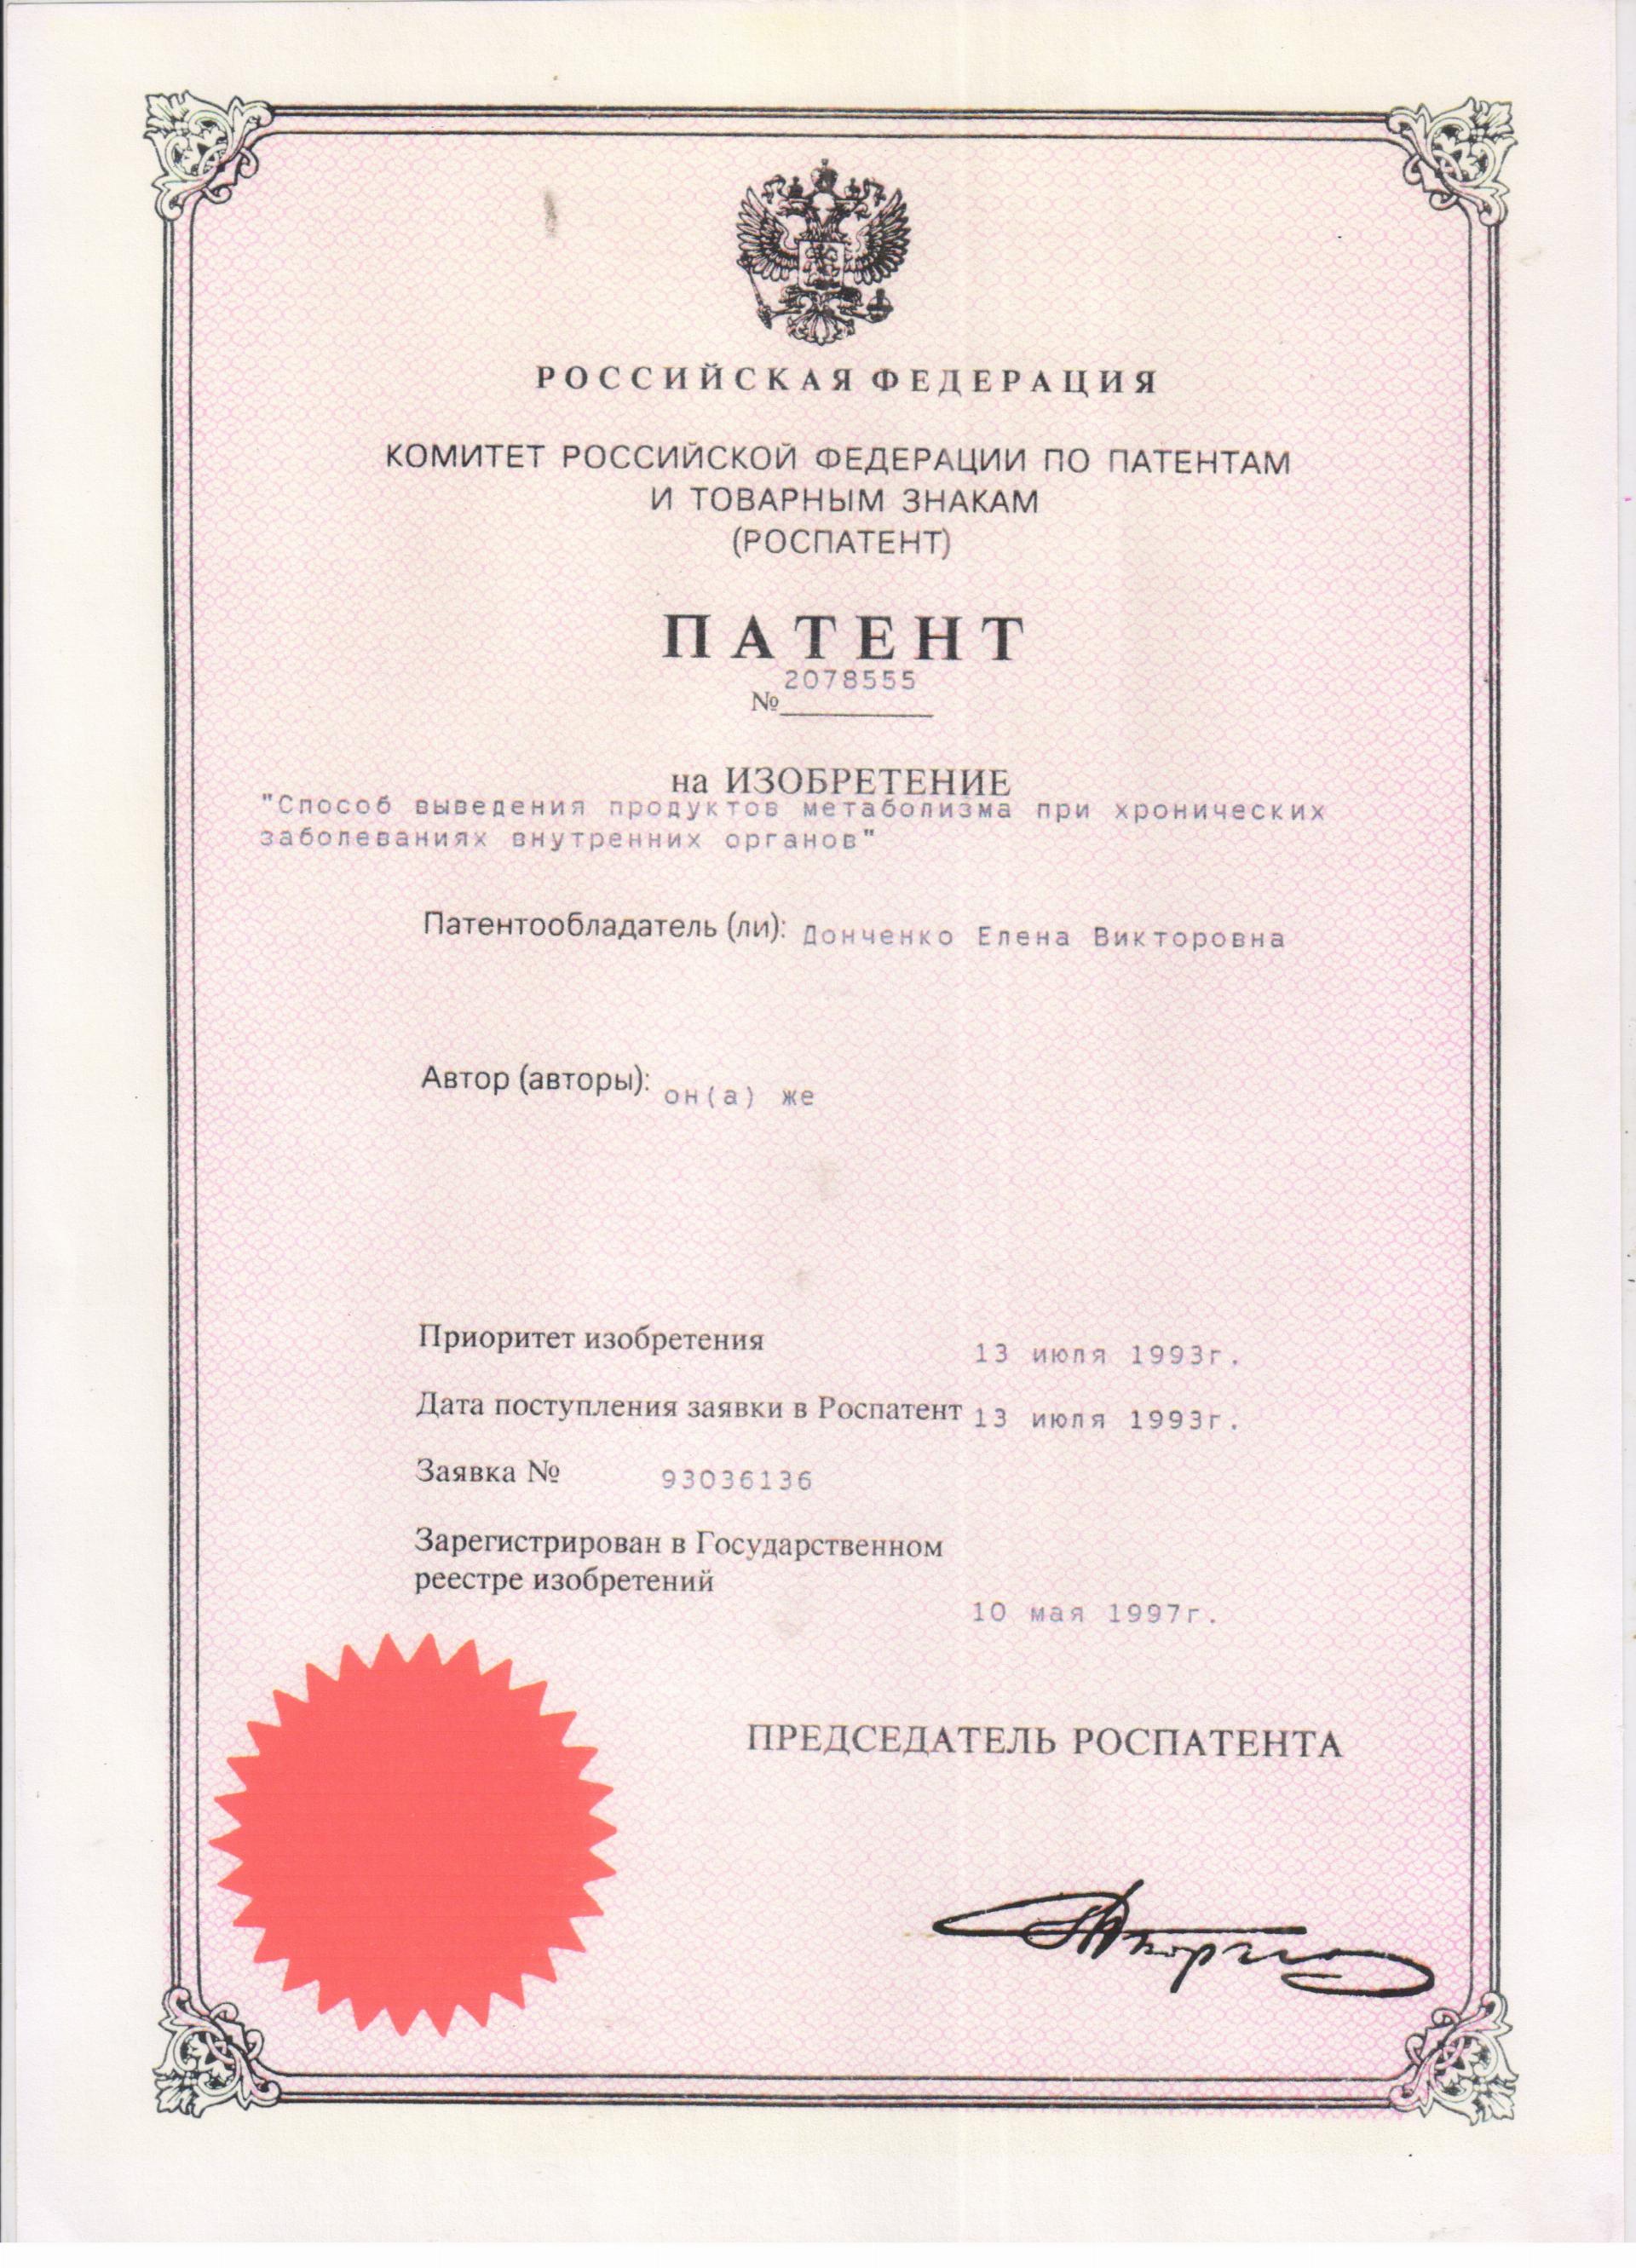 РОССИЙСКАЯ ФЕДЕРАЦИЯ
КОМИТЕТ РОССИЙСКОЙ ФЕДЕРАЦИИ ПО ПАТЕНТАМ
И ТОВАРНЫМ ЗНАКАМ
(РОСПАТЕНТ)
ПАТЕНТ
№ 2078555
на ИЗОБРЕТЕНИЕ
"Способ выведения продуктов метаболизма при хронических
заболеваниях внутренних органов"
Патентообладатель (ли): Донченко Елена Викторовна
Автор (авторы): он(а) же
Приоритет изобретения 13 июля 1993г.
Дата поступления заявки в Роспатент 13 июля 1993г.
Заявка № 93036136
Зарегистрирован в Государственном
реестре изобретений
10 мая 1997г.
ПРЕДСЕДАТЕЛЬ РОСПАТЕНТА